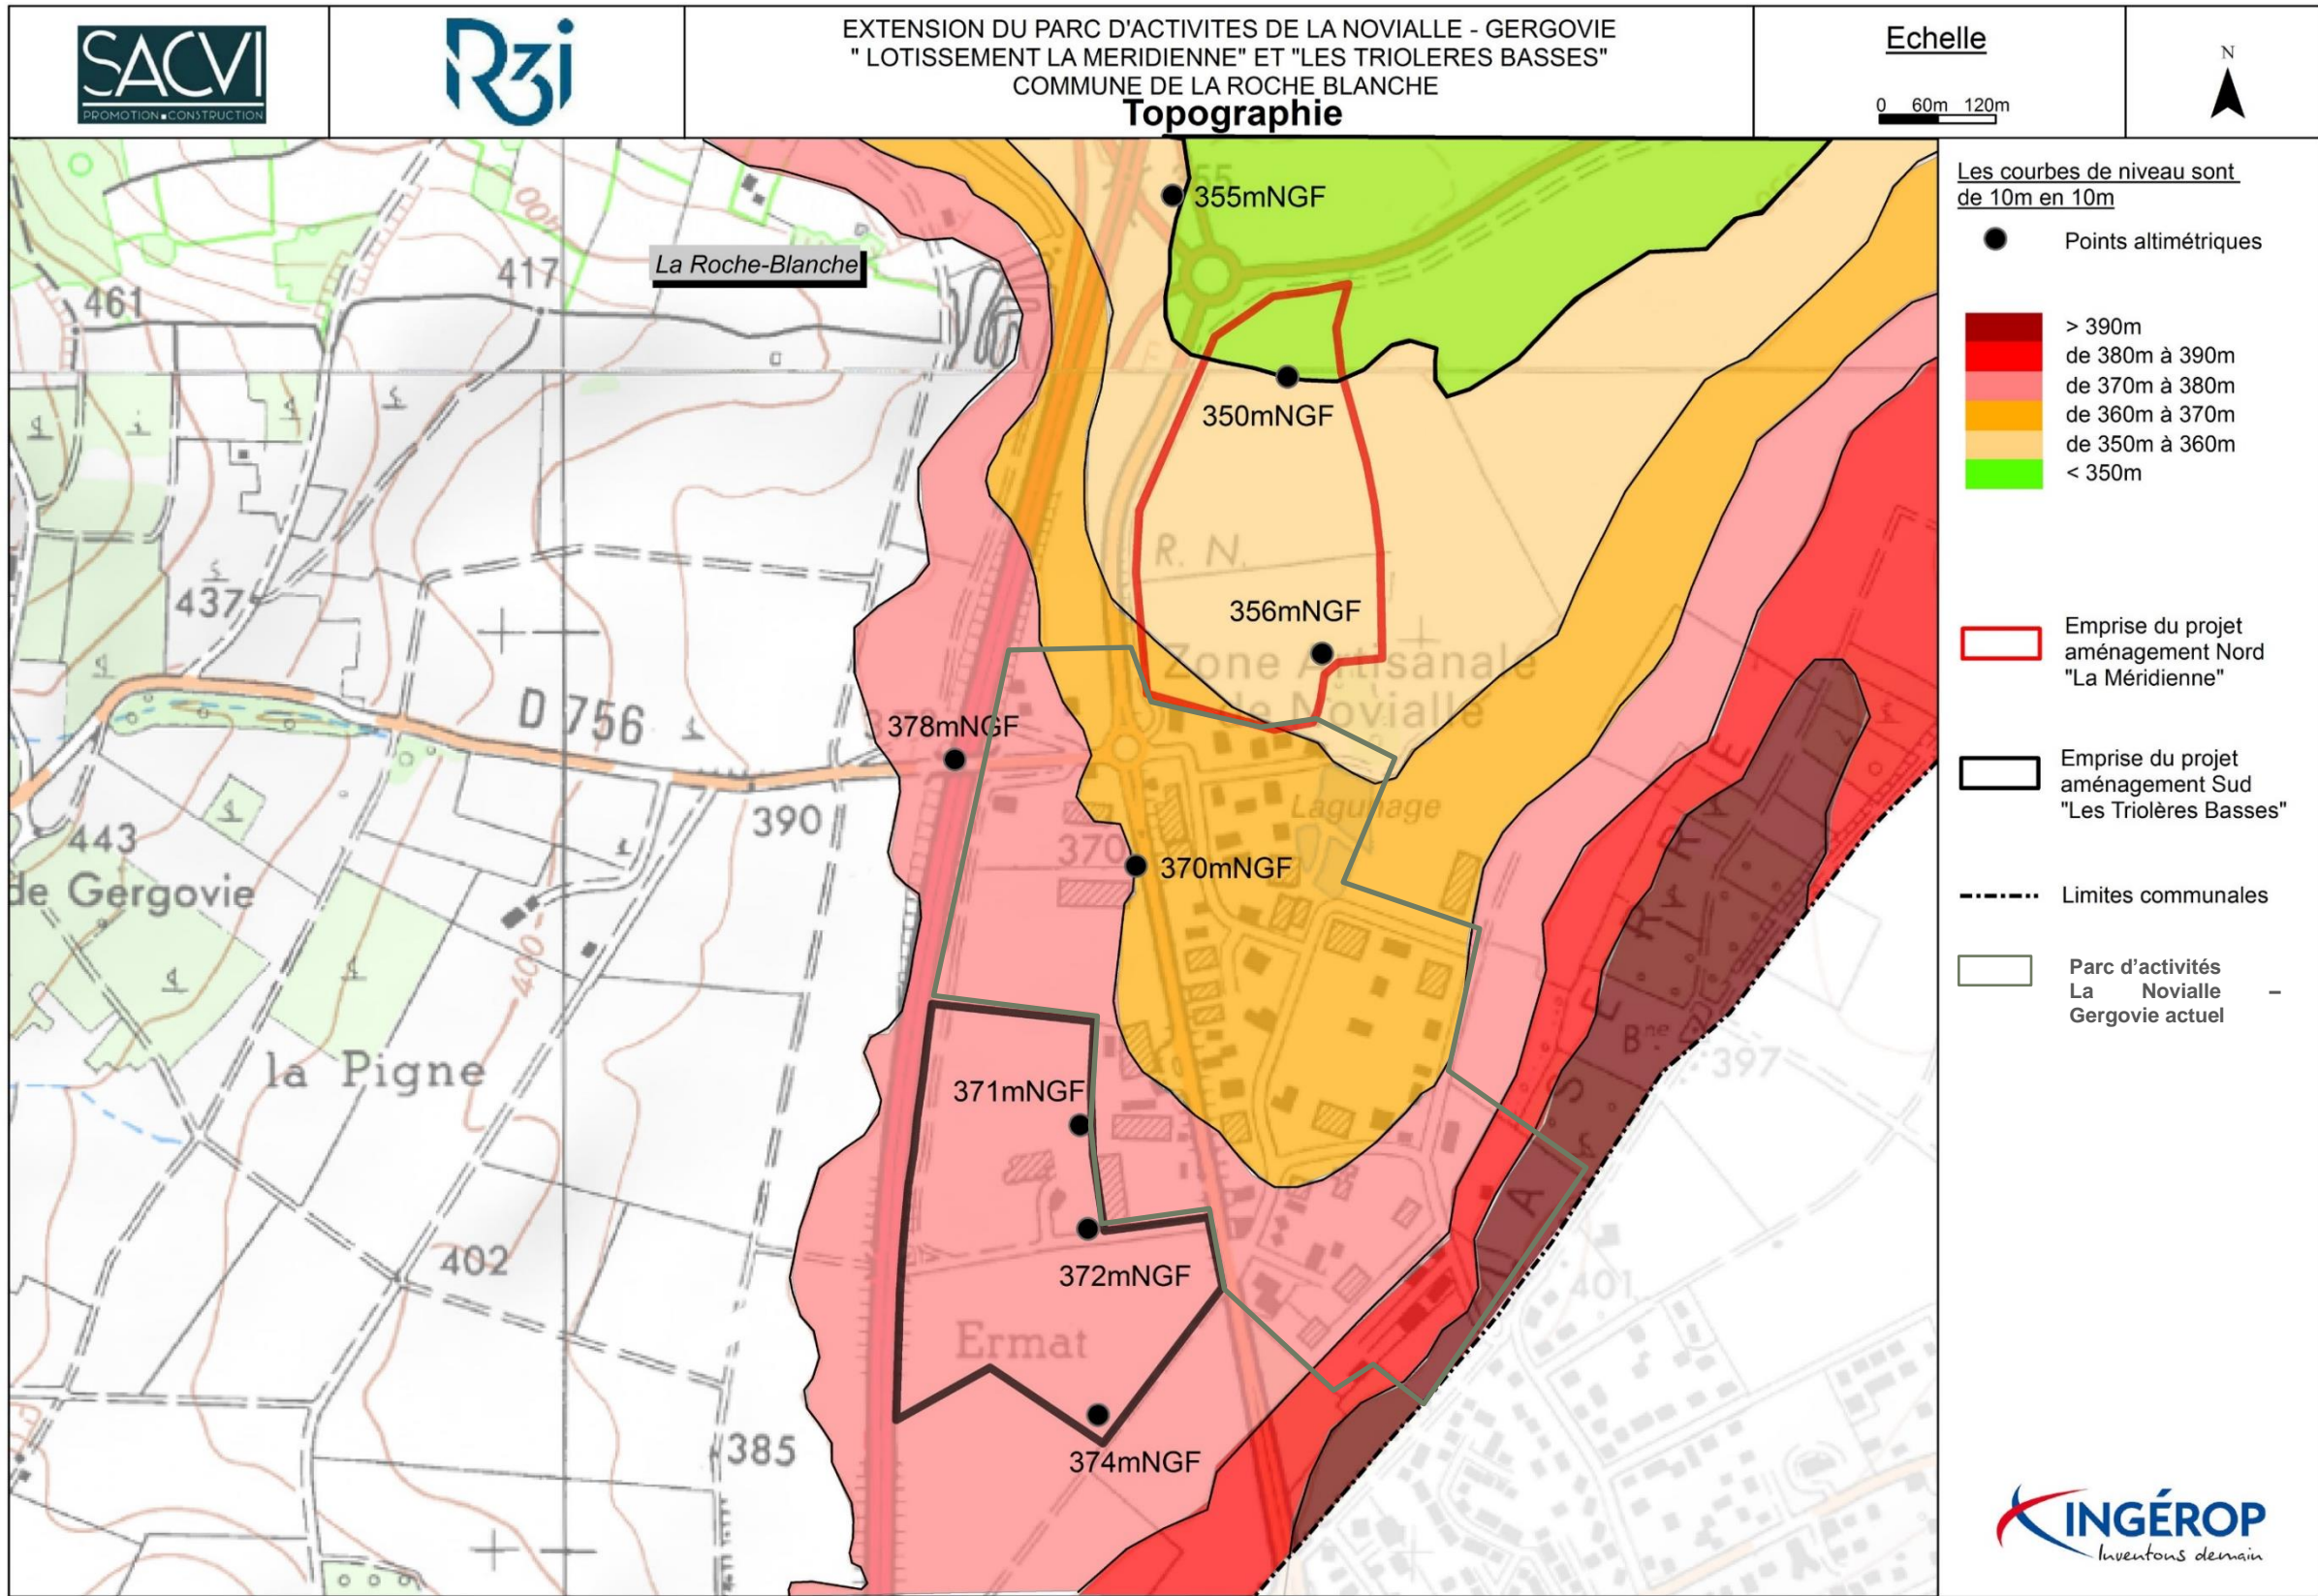 SACVI
PROMOTION■CONSTRUCTION
R3i
EXTENSION DU PARC D'ACTIVITES DE LA NOVIALLE - GERGOVIE
" LOTISSEMENT LA MERIDIENNE" ET "LES TRIOLERES BASSES"
COMMUNE DE LA ROCHE BLANCHE
Topographie
Echelle
0 60m 120m
N
Les courbes de niveau sont
de 10m en 10m
Points altimétriques
> 390m
de 380m à 390m
de 370m à 380m
de 360m à 370m
de 350m à 360m
< 350m
Emprise du projet
aménagement Nord
"La Méridienne"
Emprise du projet
aménagement Sud
"Les Triolères Basses"
Limites communales
Parc d'activités
La Novialle –
Gergovie actuel
INGÉROP
Inventons demain
355mNGF
400
La Roche-Blanche
417
461
350mNGF
R. N.
437
356mNGF
Zone Artisanale
de Novialle
D 756
378mNGF
390
Lagunage
443
370
370mNGF
de Gergovie
400
LA SERRE
Bne
397
la Pigne
371mNGF
402
372mNGF
401
Ermat
385
374mNGF